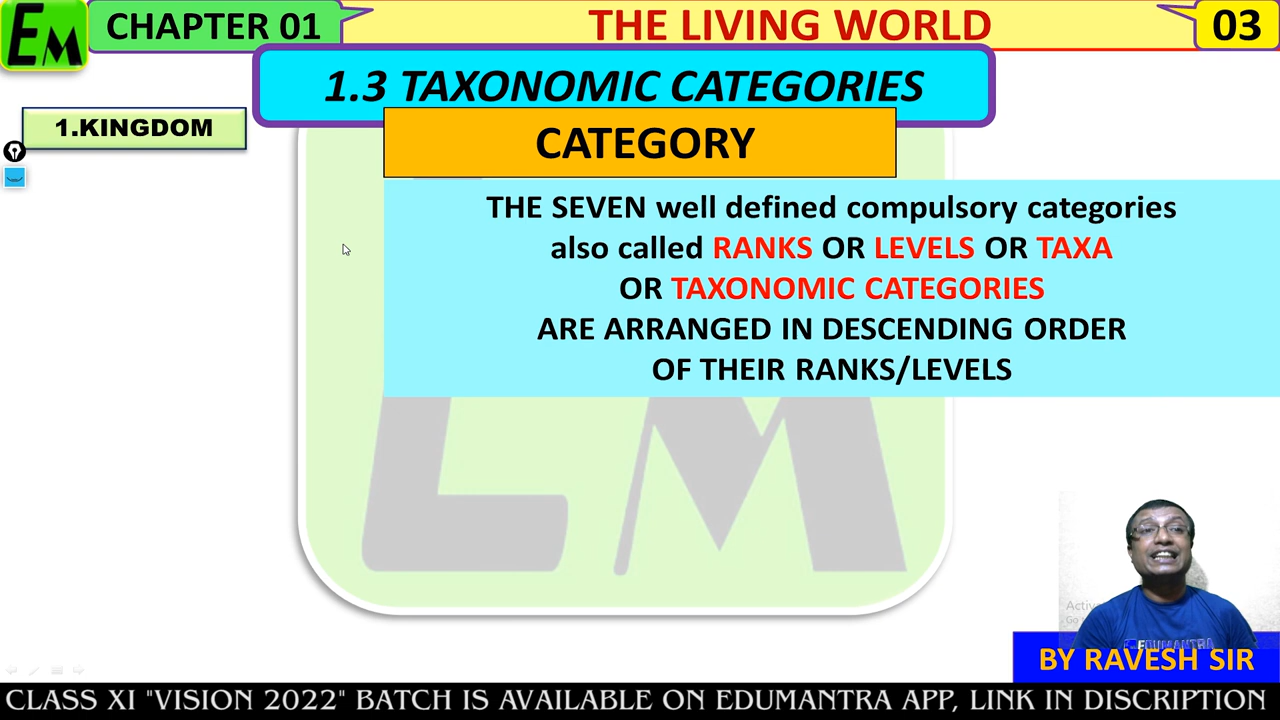 EM
CHAPTER 01
THE LIVING WORLD
03
1.3 TAXONOMIC CATEGORIES
1.KINGDOM
CATEGORY
THE SEVEN well defined compulsory categories
also called RANKS OR LEVELS OR TAXA
OR TAXONOMIC CATEGORIES
ARE ARRANGED IN DESCENDING ORDER
OF THEIR RANKS/LEVELS
EM
EDUMANTRA
BY RAVESH SIR
CLASS XI "VISION 2022" BATCH IS AVAILABLE ON EDUMANTRA APP, LINK IN DISCRIPTION